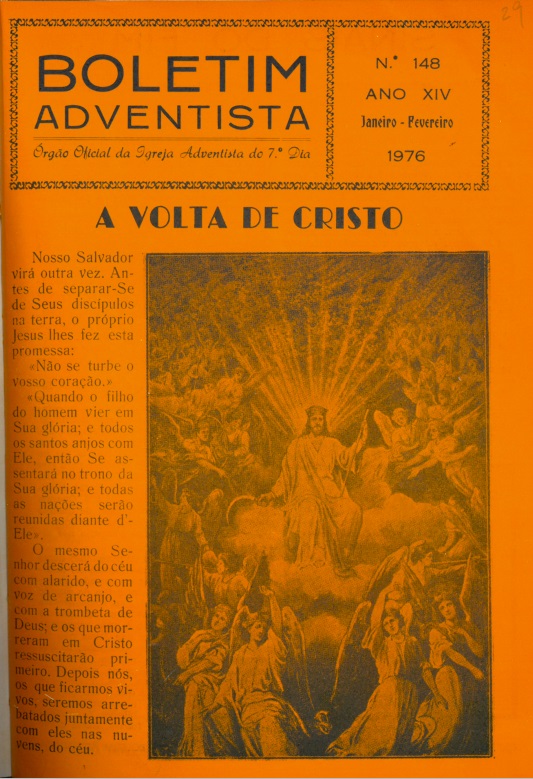 29
BOLETIM
ADVENTISTA
Órgão Oficial da Igreja Adventista do 7.º Dia
N.º 148
ANO XIV
Janeiro - Fevereiro
1976
A VOLTA DE CRISTO
Nosso Salvador
virá outra vez. An-
tes de separar-Se
de Seus discípulos
na terra, o próprio
Jesus lhes fez esta
promessa:
«Não se turbe o
vosso coração.»
«Quando o filho
do homem vier em
Sua glória; e todos
os santos anjos com
Ele, então Se as-
sentará no trono da
Sua glória; e todas
as nações serão
reunidas diante d'-
Ele».
O mesmo Se-
nhor descerá do céu
com alarido, e com
voz de arcanjo, e
com a trombeta de
Deus; e os que mor-
reram em Cristo
ressuscitarão pri-
meiro. Depois nós,
os que ficarmos vi-
vos, seremos arre-
batados juntamente
com eles nas nu-
vens, do céu.